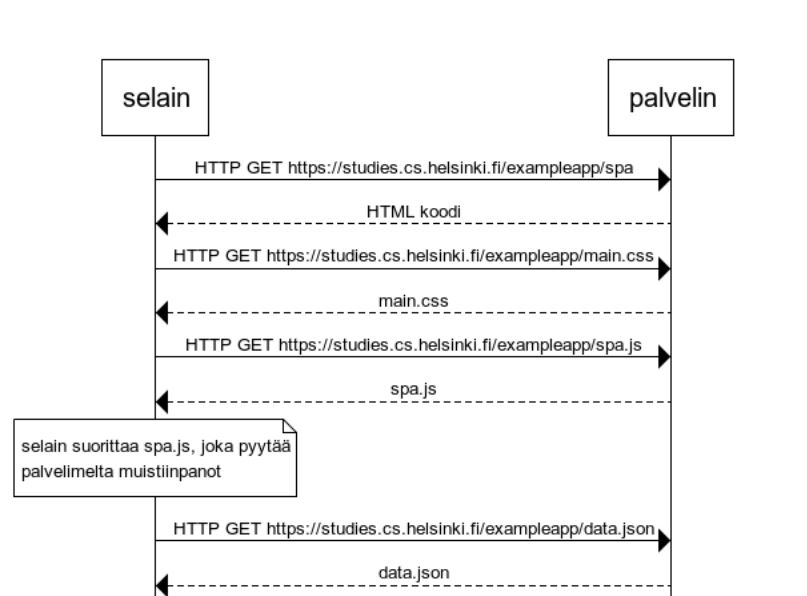 selain
palvelin
HTTP GET https://studies.cs.helsinki.fi/exampleapp/spa
HTML koodi
HTTP GET https://studies.cs.helsinki.fi/exampleapp/main.css
main.css
HTTP GET https://studies.cs.helsinki.fi/exampleapp/spa.js
spa.js
selain suorittaa spa.js, joka pyytää
palvelimelta muistiinpanot
HTTP GET https://studies.cs.helsinki.fi/exampleapp/data.json
data.json